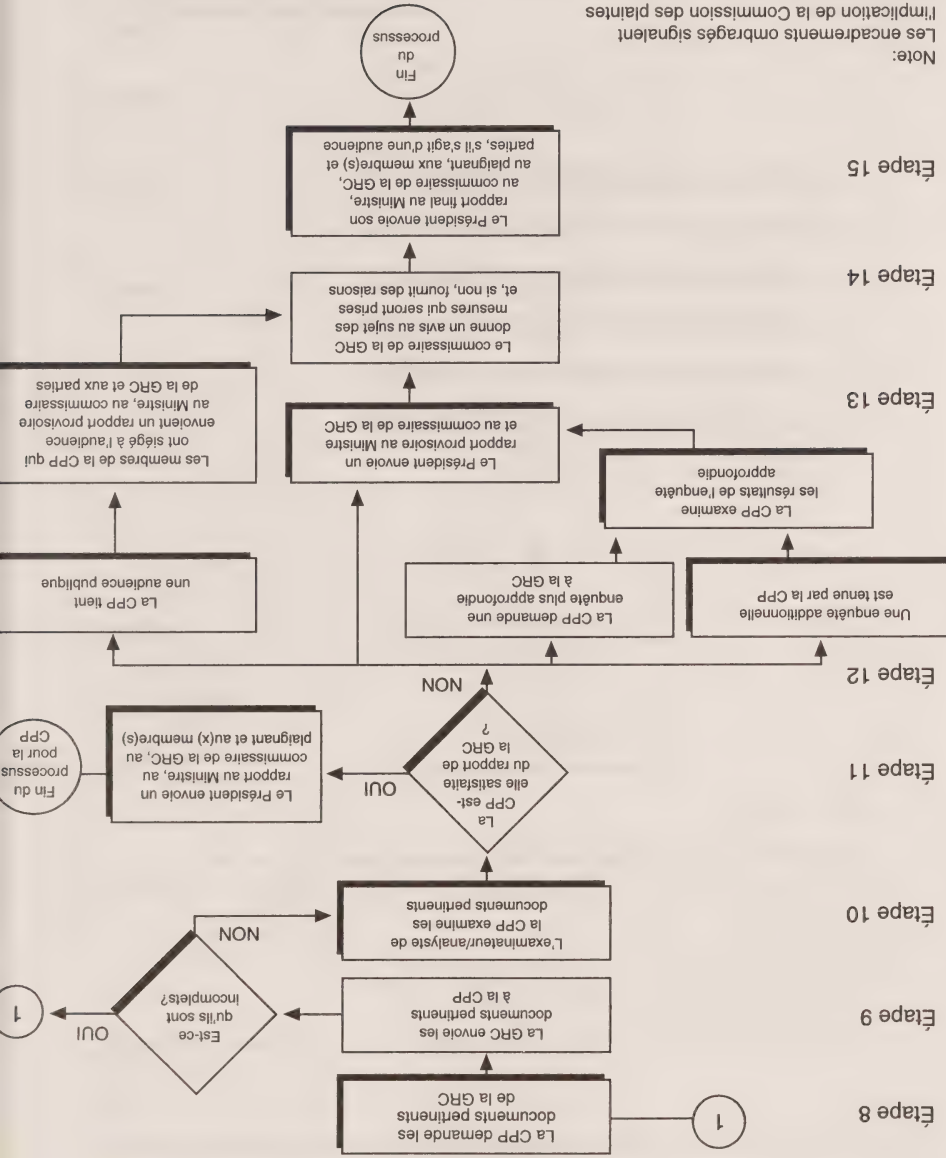 Étape 8
1
La CPP demande les
documents pertinents
de la GRC
Étape 9
La GRC envoie les
documents pertinents
à la CPP
Est-ce
qu'ils sont
incomplets?
OUI
1
NON
Étape 10
L'examinateur/analyste de
la CPP examine les
documents pertinents
Étape 11
La
CPP est-
elle satisfaite
du rapport de
la GRC
?
OUI
Le Président envoie un
rapport au Ministre, au
commissaire de la GRC, au
plaignant et au(x) membre(s)
Fin du
processus
pour la
CPP
NON
Étape 12
Une enquête additionnelle
est tenue par la CPP
La CPP demande une
enquête plus approfondie
à la GRC
La CPP tient
une audience publique
La CPP examine
les résultats de l'enquête
approfondie
Étape 13
Le Président envoie un
rapport provisoire au Ministre
et au commissaire de la GRC
Les membres de la CPP qui
ont siégé à l'audience
envoient un rapport provisoire
au Ministre, au commissaire
de la GRC et aux parties
Étape 14
Le commissaire de la GRC
donne un avis au sujet des
mesures qui seront prises
et, si non, fournit des raisons
Étape 15
Le Président envoie son
rapport final au Ministre,
au commissaire de la GRC,
au plaignant, aux membre(s) et
parties, s'il s'agit d'une audience
Fin
du
processus
Note:
Les encadrements ombragés signalent
l'implication de la Commission des plaintes